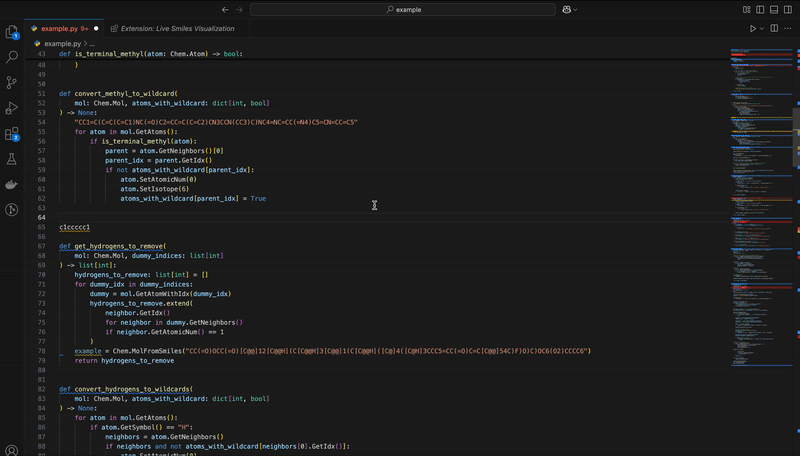 example
example.py 9+
Extension: Live Smiles Visualization
example.py > ...
43 def is_terminal_methyl(atom: Chem.Atom) -> bool:
48 }
49
50
51 def convert_methyl_to_wildcard(
52 mol: Chem.Mol, atoms_with_wildcard: dict[int, bool]
53 ) -> None:
54 "CC1=C(C=C(C=C1)NC(=O)C2=CC=C(C=C2)CN3CCN(CC3)C)NC4=NC=CC(=N4)C5=CN=CC=C5"
55 for atom in mol.GetAtoms():
56 if is_terminal_methyl(atom):
57 parent = atom.GetNeighbors()[0]
58 parent_idx = parent.GetIdx()
59 if not atoms_with_wildcard[parent_idx]:
60 atom.SetAtomicNum(0)
61 atom.SetIsotope(6)
62 atoms_with_wildcard[parent_idx] = True
63
64
65 c1ccccc1
66
67 def get_hydrogens_to_remove(
68 mol: Chem.Mol, dummy_indices: list[int]
69 ) -> list[int]:
70 hydrogens_to_remove: list[int] = []
71 for dummy_idx in dummy_indices:
72 dummy = mol.GetAtomWithIdx(dummy_idx)
73 hydrogens_to_remove.extend(
74 neighbor.GetIdx()
75 for neighbor in dummy.GetNeighbors()
76 if neighbor.GetAtomicNum() == 1
77 )
78 example = Chem.MolFromSmiles("CC(=O)OCC(=O)[C@@]12[C@@H](C[C@@H]3[C@@]1(C[C@@H]([C@]4([C@H]3CCC5=CC(=O)C=C[C@@]54C)F)O)C)OC6(O2)CCCC6")
79 return hydrogens_to_remove
80
81
82 def convert_hydrogens_to_wildcards(
83 mol: Chem.Mol, atoms_with_wildcard: dict[int, bool]
84 ) -> None:
85 for atom in mol.GetAtoms():
86 if atom.GetSymbol() == "H":
87 neighbors = atom.GetNeighbors()
88 if neighbors and not atoms_with_wildcard[neighbors[0].GetIdx()]:
89 atom.SetAtomicNum(0)